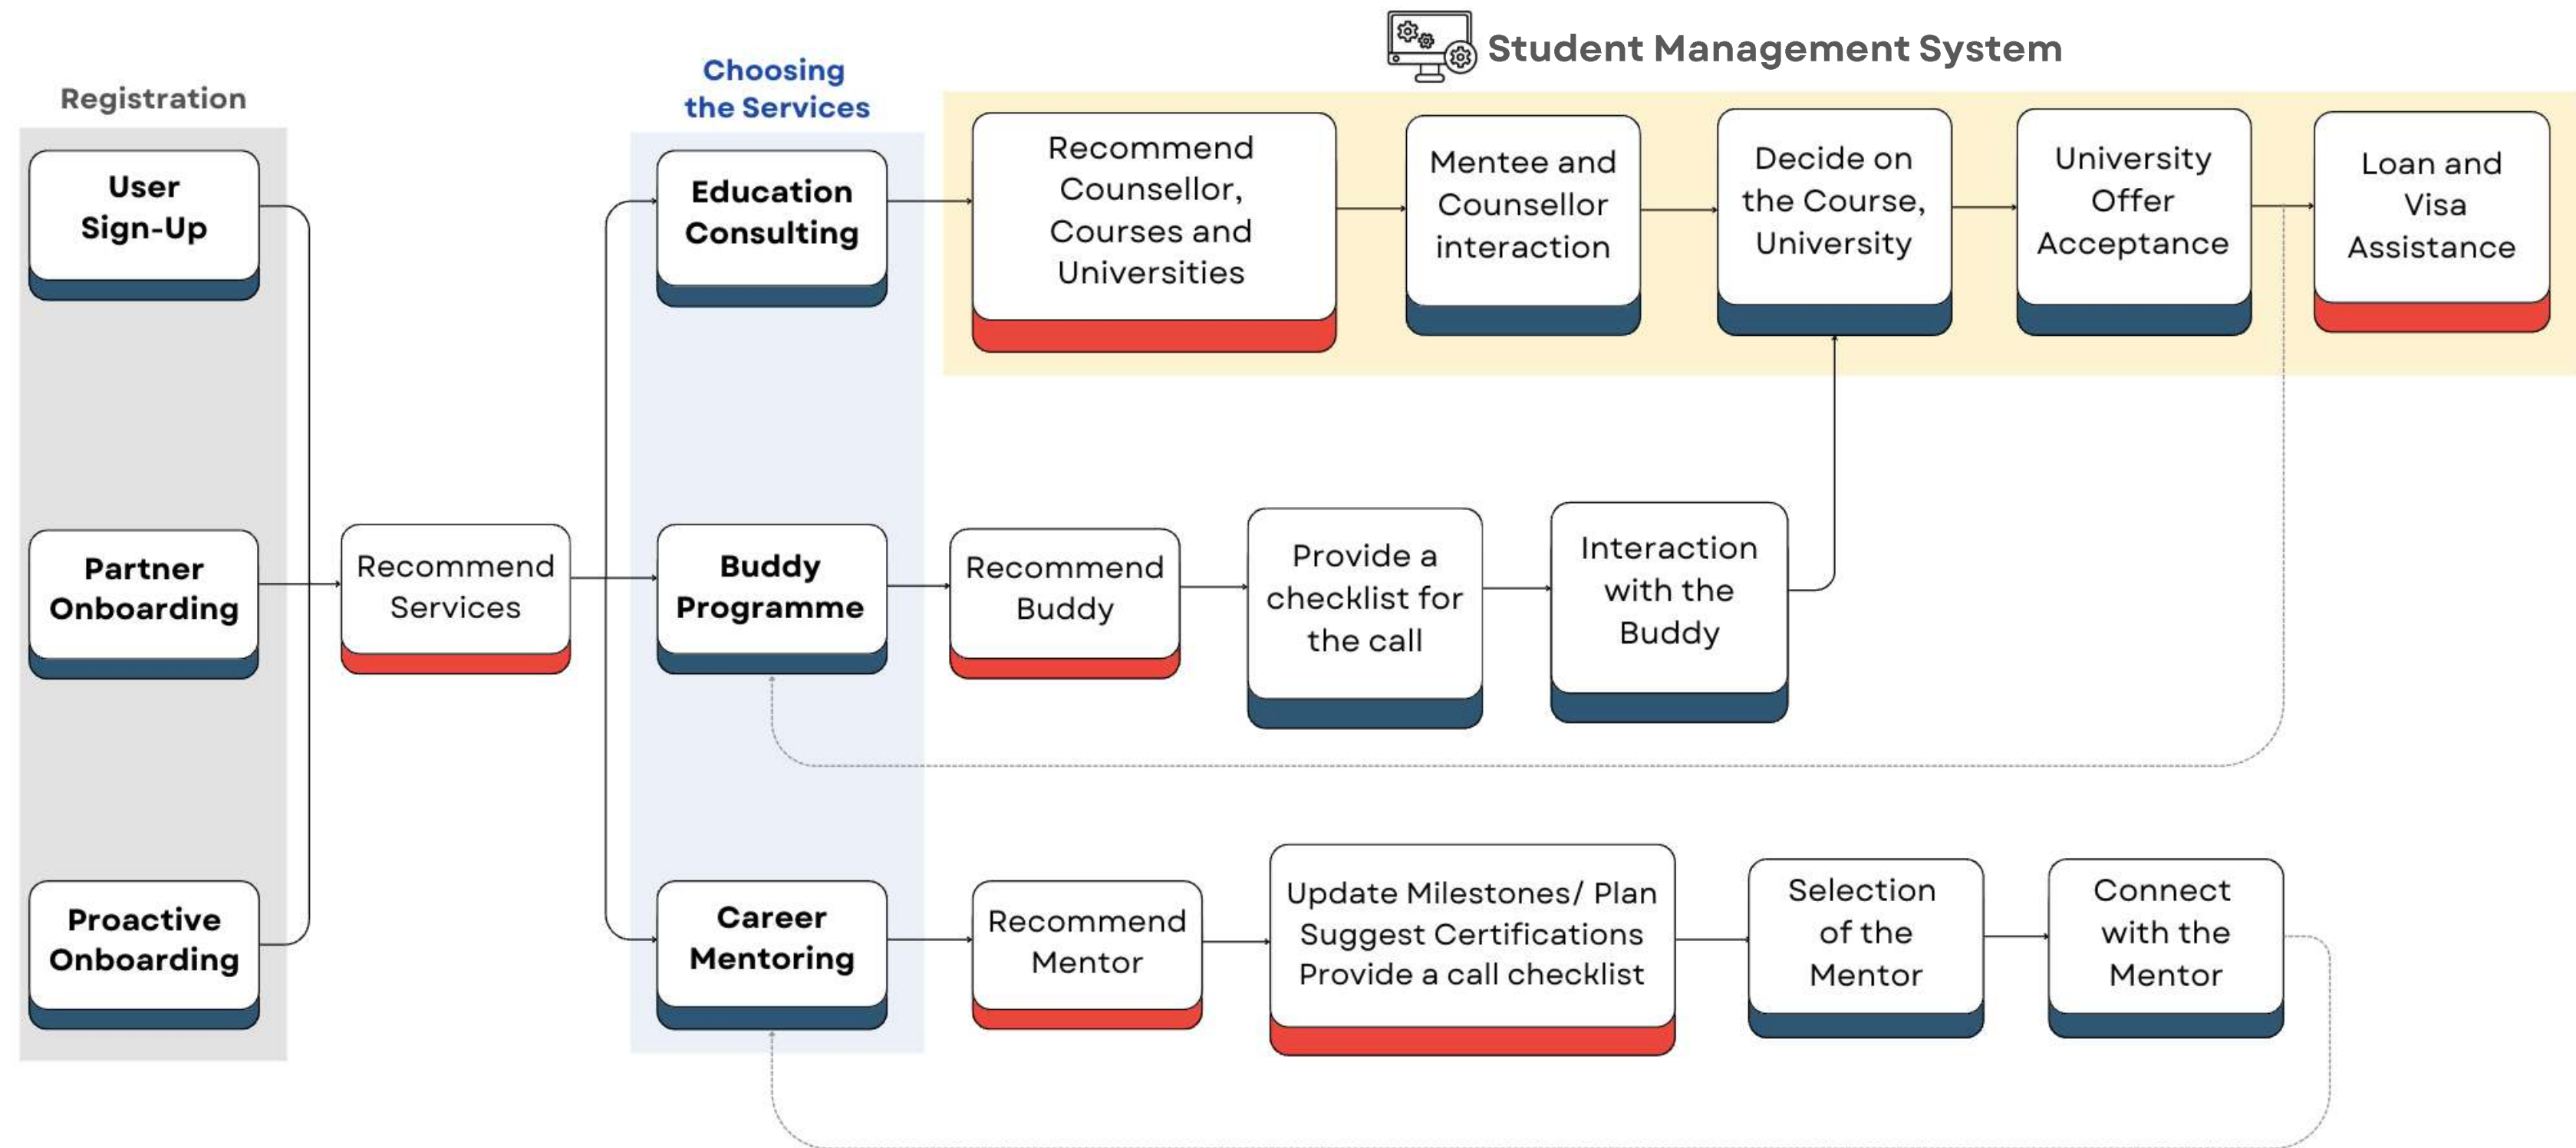 Student Management System
Registration
Choosing
the Services
User
Sign-Up
Education
Consulting
Recommend
Counsellor,
Courses and
Universities
Mentee and
Counsellor
interaction
Decide on
the Course,
University
University
Offer
Acceptance
Loan and
Visa
Assistance
Partner
Onboarding
Recommend
Services
Buddy
Programme
Recommend
Buddy
Provide a
checklist for
the call
Interaction
with the
Buddy
Proactive
Onboarding
Career
Mentoring
Recommend
Mentor
Update Milestones/ Plan
Suggest Certifications
Provide a call checklist
Selection
of the
Mentor
Connect
with the
Mentor